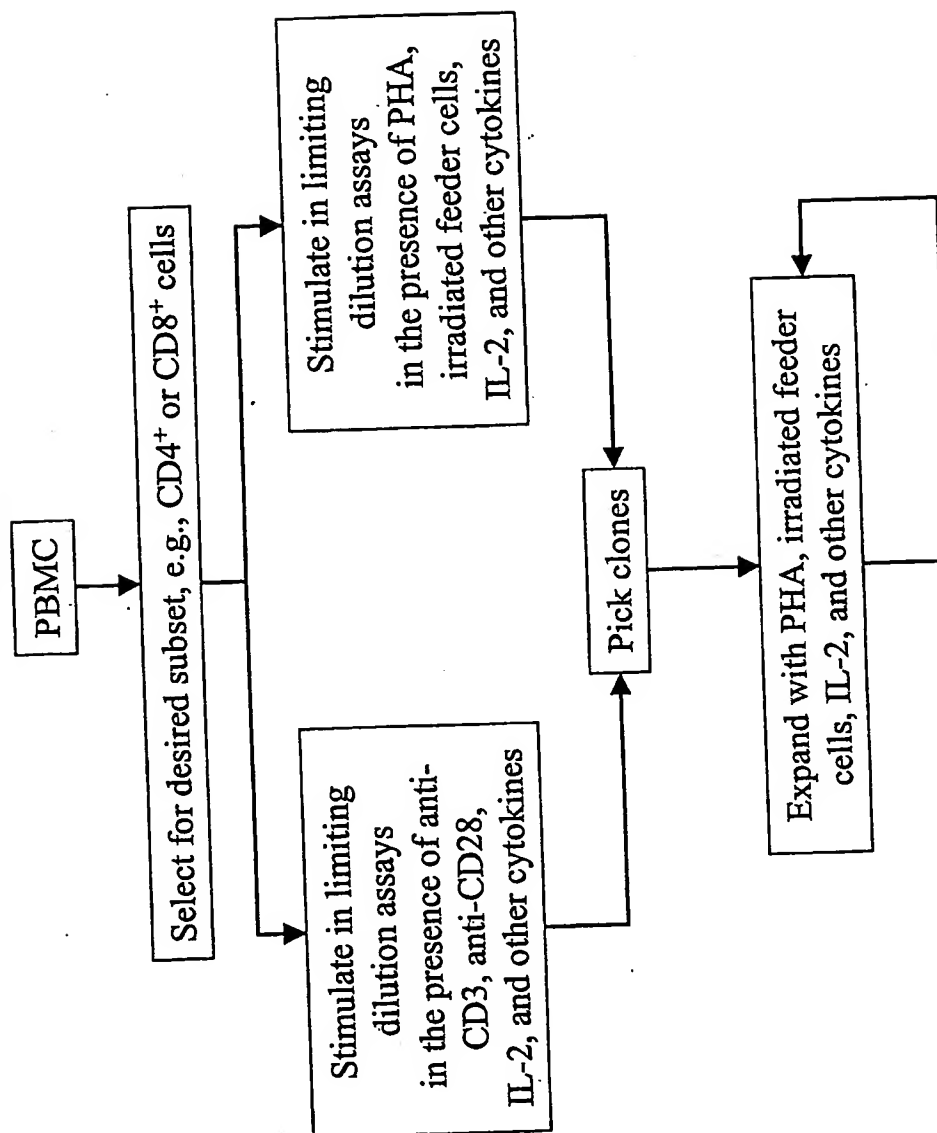 PBMC
Select for desired subset, e.g., CD4⁺ or CD8⁺ cells
Stimulate in limiting
dilution assays
in the presence of anti-
CD3, anti-CD28,
IL-2, and other cytokines
Stimulate in limiting
dilution assays
in the presence of PHA,
irradiated feeder cells,
IL-2, and other cytokines
Pick clones
Expand with PHA, irradiated feeder
cells, IL-2, and other cytokines